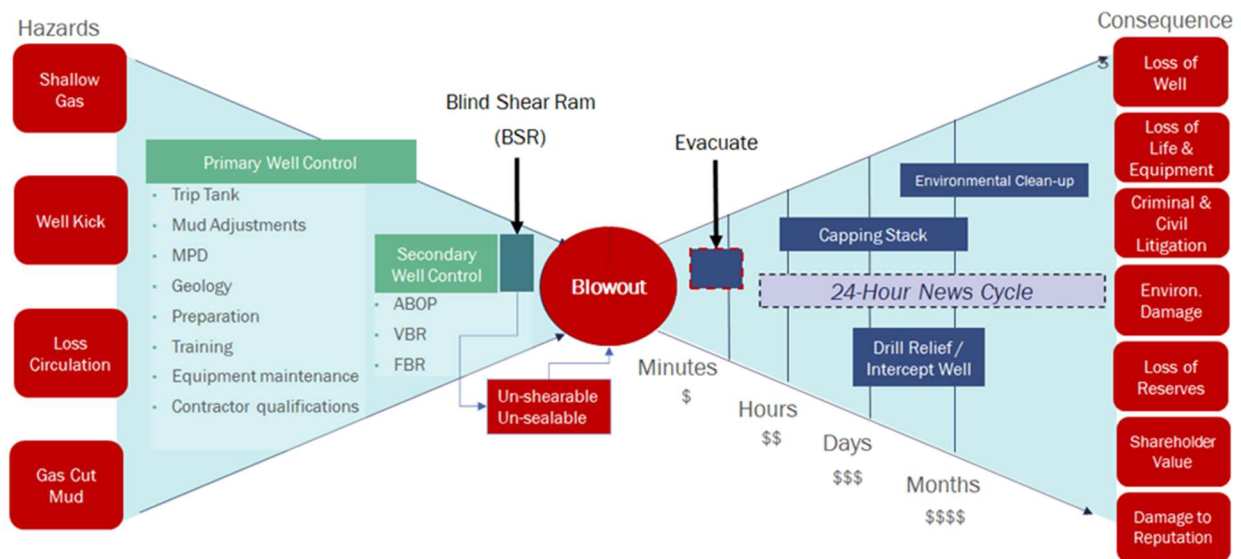 Hazards
Shallow
Gas
Well Kick
Loss
Circulation
Gas Cut
Mud
Primary Well Control
• Trip Tank
• Mud Adjustments
• MPD
• Geology
• Preparation
• Training
• Equipment maintenance
• Contractor qualifications
Secondary
Well Control
• ABOP
• VBR
• FBR
Blind Shear Ram
(BSR)
Un-shearable
Un-sealable
Blowout
Evacuate
Minutes
$
Hours
$$
Days
$$$
Months
$$$$
Environmental Clean-up
Capping Stack
24-Hour News Cycle
Drill Relief /
Intercept Well
Consequence
s
Loss of
Well
Loss of
Life &
Equipment
Criminal &
Civil
Litigation
Environ.
Damage
Loss of
Reserves
Shareholder
Value
Damage to
Reputation